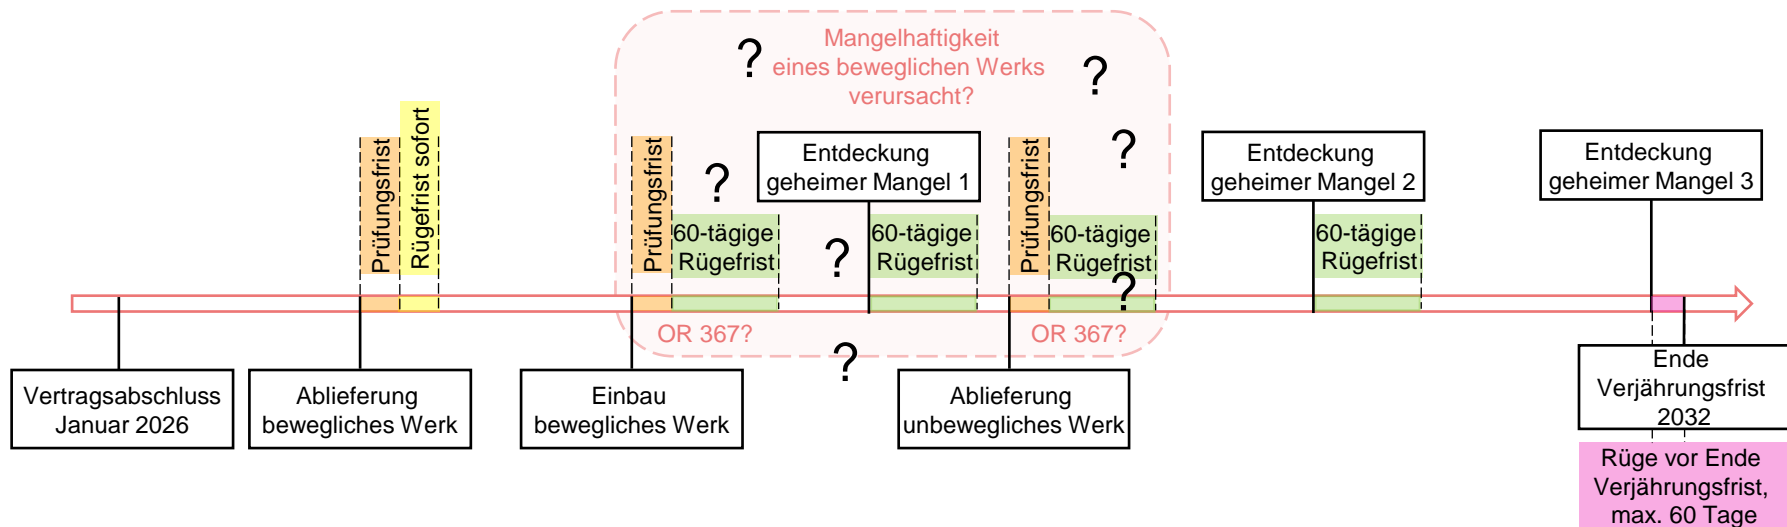 Mangelhaftigkeit
eines beweglichen Werks
verursacht?
?
?
?
?
?
?
?
Prüfungsfrist
Rügefrist sofort
Prüfungsfrist
60-tägige
Rügefrist
Entdeckung
geheimer Mangel 1
60-tägige
Rügefrist
Prüfungsfrist
60-tägige
Rügefrist
Entdeckung
geheimer Mangel 2
60-tägige
Rügefrist
Entdeckung
geheimer Mangel 3
OR 367?
OR 367?
Vertragsabschluss
Januar 2026
Ablieferung
bewegliches Werk
Einbau
bewegliches Werk
Ablieferung
unbewegliches Werk
Ende
Verjährungsfrist
2032
Rüge vor Ende
Verjährungsfrist,
max. 60 Tage